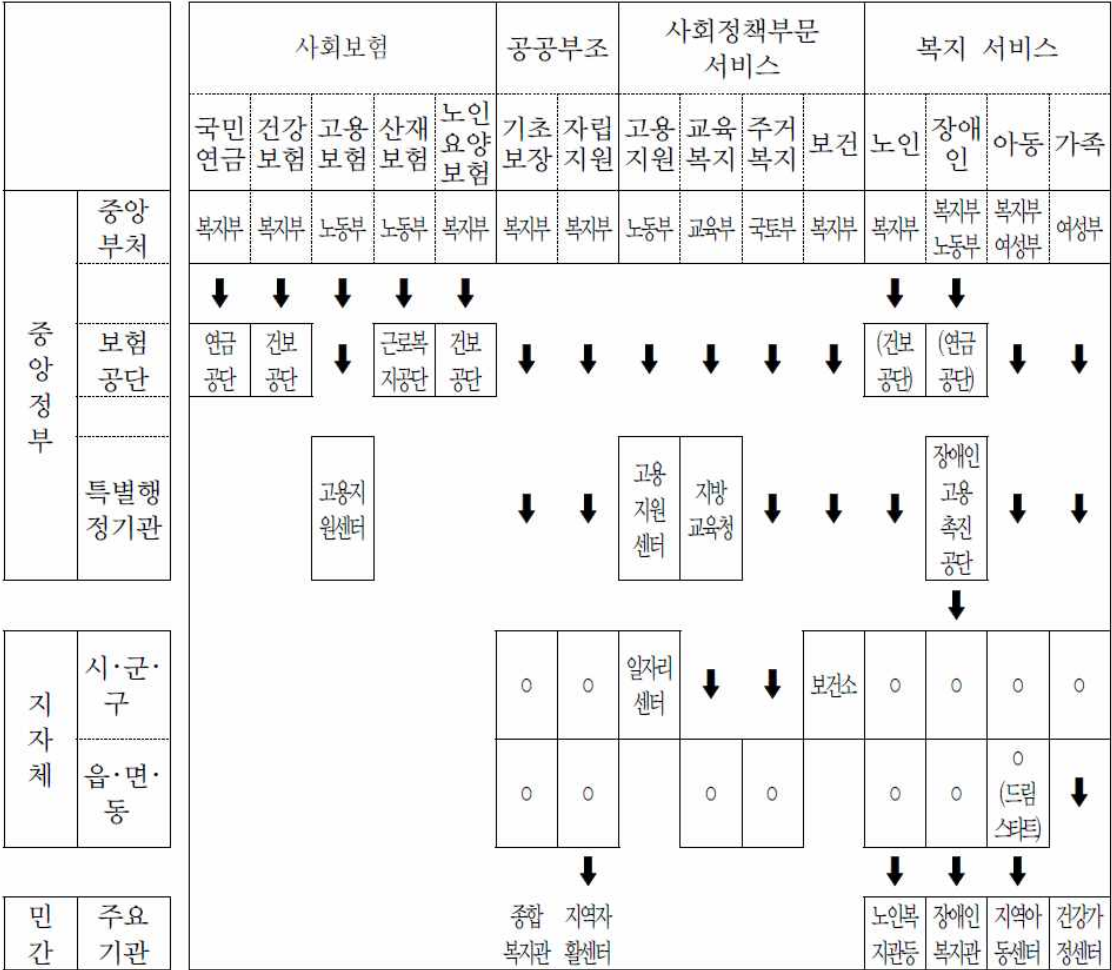 사회보험 공공부조 사회정책부문 서비스 복지 서비스
국민연금 건강보험 고용보험 산재보험 노인요양보험 기초보장 자립지원 고용지원 교육복지 주거복지 보건 노인 장애인 아동 가족
중앙정부
중앙부처 복지부 복지부 노동부 노동부 복지부 복지부 복지부 노동부 교육부 국토부 복지부 복지부 복지부노동부 복지부여성부 여성부
⬇ ⬇ ⬇ ⬇ ⬇ ⬇ ⬇
보험공단 연금공단 건보공단 ⬇ 근로복지공단 건보공단 ⬇ ⬇ ⬇ ⬇ ⬇ ⬇ (건보공단) (연금공단) ⬇ ⬇
특별행정기관 고용지원센터 ⬇ ⬇ 고용지원센터 지방교육청 ⬇ ⬇ ⬇ 장애인고용촉진공단 ⬇ ⬇
⬇
지자체
시·군·구 ○ ○ 일자리센터 ⬇ ⬇ 보건소 ○ ○ ○ ○
읍·면·동 ○ ○ ○ ○ ○ ○ ○(드림스타트) ⬇
⬇ ⬇ ⬇ ⬇
민간 주요기관 종합복지관 지역자활센터 노인복지관등 장애인복지관 지역아동센터 건강가정센터